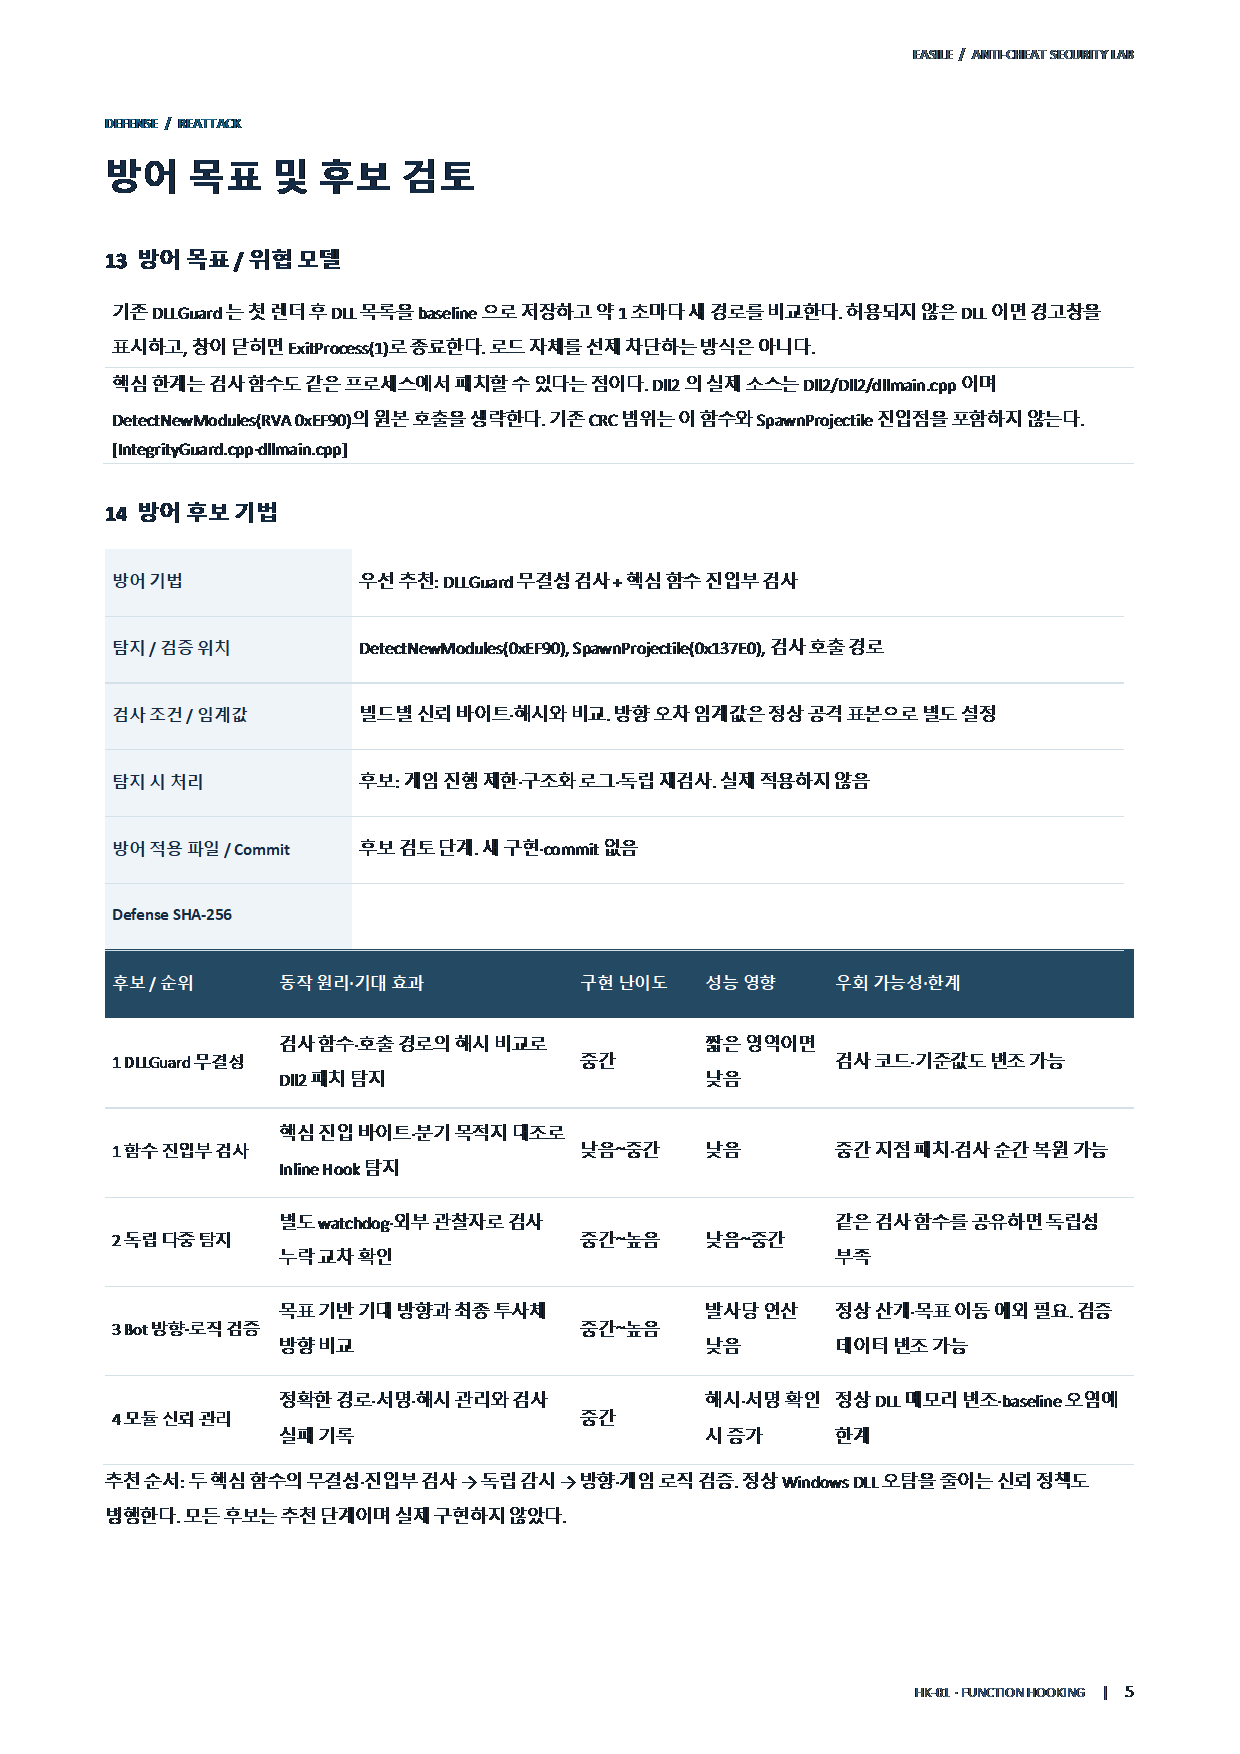 EASILE / ANTI-CHEAT SECURITY LAB
DEFENSE / REATTACK
방어 목표 및 후보 검토
13 방어 목표 / 위협 모델
기존 DLLGuard 는 첫 렌더 후 DLL 목록을 baseline 으로 저장하고 약 1 초마다 새 경로를 비교한다. 허용되지 않은 DLL 이면 경고창을
표시하고, 창이 닫히면 ExitProcess(1)로 종료한다. 로드 자체를 선제 차단하는 방식은 아니다.
핵심 한계는 검사 함수도 같은 프로세스에서 패치할 수 있다는 점이다. Dll2 의 실제 소스는 Dll2/Dll2/dllmain.cpp 이며
DetectNewModules(RVA 0xEF90)의 원본 호출을 생략한다. 기존 CRC 범위는 이 함수와 SpawnProjectile 진입점을 포함하지 않는다.
[IntegrityGuard.cpp·dllmain.cpp]
14 방어 후보 기법
방어 기법 우선 추천: DLLGuard 무결성 검사 + 핵심 함수 진입부 검사
탐지 / 검증 위치 DetectNewModules(0xEF90), SpawnProjectile(0x137E0), 검사 호출 경로
검사 조건 / 임계값 빌드별 신뢰 바이트·해시와 비교. 방향 오차 임계값은 정상 공격 표본으로 별도 설정
탐지 시 처리 후보: 게임 진행 제한·구조화 로그·독립 재검사. 실제 적용하지 않음
방어 적용 파일 / Commit 후보 검토 단계. 새 구현·commit 없음
Defense SHA-256
후보 / 순위 동작 원리·기대 효과 구현 난이도 성능 영향 우회 가능성·한계
1 DLLGuard 무결성 검사 함수·호출 경로의 해시 비교로 Dll2 패치 탐지 중간 짧은 영역이면 낮음 검사 코드·기준값도 변조 가능
1 함수 진입부 검사 핵심 진입 바이트·분기 목적지 대조로 Inline Hook 탐지 낮음~중간 낮음 중간 지점 패치·검사 순간 복원 가능
2 독립 다중 탐지 별도 watchdog·외부 관찰자로 검사 누락 교차 확인 중간~높음 낮음~중간 같은 검사 함수를 공유하면 독립성 부족
3 Bot 방향·로직 검증 목표 기반 기대 방향과 최종 투사체 방향 비교 중간~높음 발사당 연산 낮음 정상 산개·목표 이동 예외 필요. 검증 데이터 변조 가능
4 모듈 신뢰 관리 정확한 경로·서명·해시 관리와 검사 실패 기록 중간 해시·서명 확인 시 증가 정상 DLL 메모리 변조·baseline 오염에 한계
추천 순서: 두 핵심 함수의 무결성·진입부 검사 → 독립 감시 → 방향·게임 로직 검증. 정상 Windows DLL 오탐을 줄이는 신뢰 정책도
병행한다. 모든 후보는 추천 단계이며 실제 구현하지 않았다.
HK-01 · FUNCTION HOOKING | 5